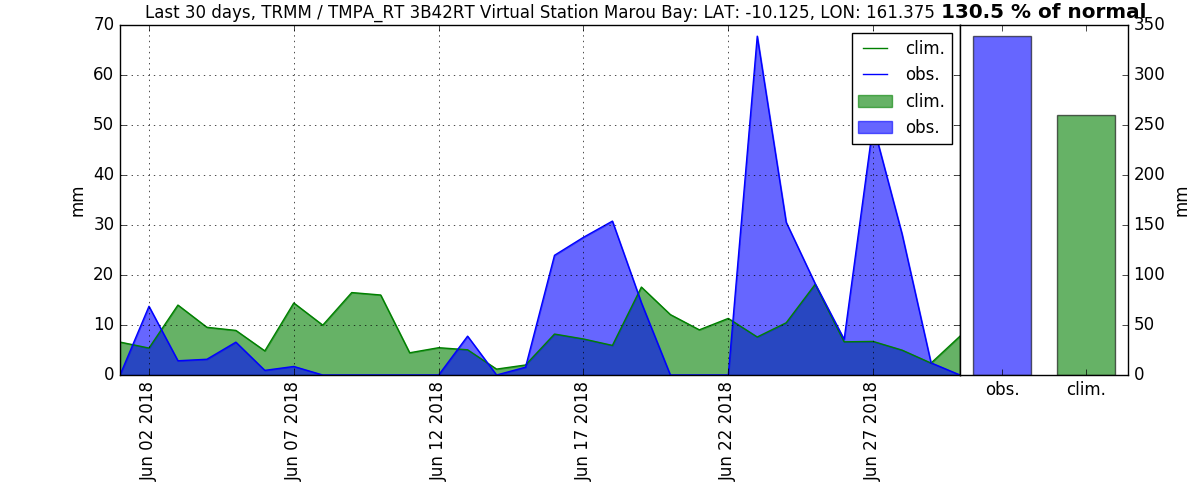 Last 30 days, TRMM / TMPA_RT 3B42RT Virtual Station Marou Bay: LAT: -10.125, LON: 161.375 130.5 % of normal
70
60
50
40
30
20
10
0
mm
clim.
obs.
clim.
obs.
350
300
250
200
150
100
50
0
mm
Jun 02 2018
Jun 07 2018
Jun 12 2018
Jun 17 2018
Jun 22 2018
Jun 27 2018
obs.
clim.